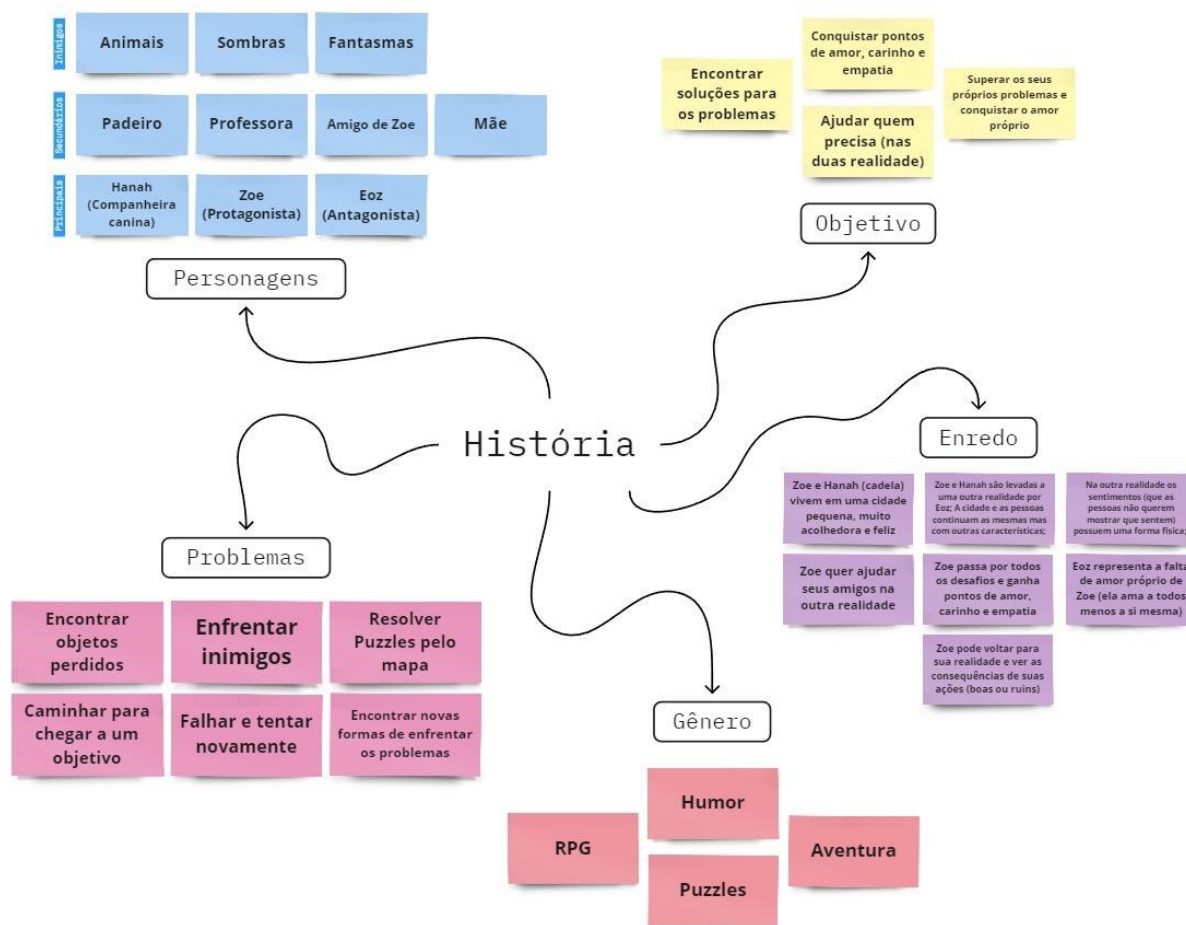 Inimigos
Animais
Sombras
Fantasmas
Secundários
Padeiro
Professora
Amigo de Zoe
Mãe
Principais
Hanah
(Companheira
canina)
Zoe
(Protagonista)
Eoz
(Antagonista)
Personagens
Encontrar
soluções para
os problemas
Conquistar pontos
de amor, carinho e
empatia
Ajudar quem
precisa (nas
duas realidade)
Superar os seus
próprios problemas e
conquistar o amor
próprio
Objetivo
História
Enredo
Zoe e Hanah (cadela)
vivem em uma cidade
pequena, muito
acolhedora e feliz
Zoe e Hanah são levadas a
uma outra realidade por
Eoz; A cidade e as pessoas
continuam as mesmas mas
com outras características;
Na outra realidade os
sentimentos (que as
pessoas não querem
mostrar que sentem)
possuem uma forma física;
Zoe quer ajudar
seus amigos na
outra realidade
Zoe passa por todos
os desafios e ganha
pontos de amor,
carinho e empatia
Eoz representa a falta
de amor próprio de
Zoe (ela ama a todos
menos a si mesma)
Zoe pode voltar para
sua realidade e ver as
consequências de suas
ações (boas ou ruins)
Problemas
Encontrar
objetos
perdidos
Enfrentar
inimigos
Resolver
Puzzles pelo
mapa
Caminhar para
chegar a um
objetivo
Falhar e tentar
novamente
Encontrar novas
formas de enfrentar
os problemas
Gênero
RPG
Humor
Puzzles
Aventura